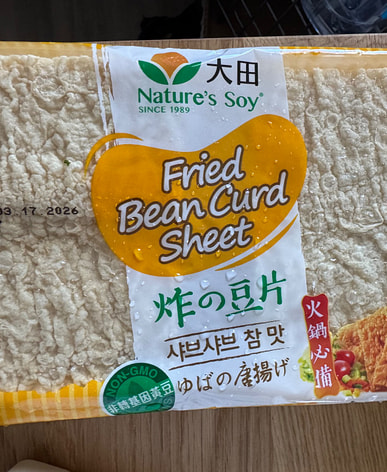 大田
Nature's Soy®
SINCE 1989
Fried
Bean Curd
Sheet
03 17 2026
炸の豆片
샤브샤브 참 맛
ゆばの唐揚げ
火鍋必備
NON-GMO
非轉基因黃豆